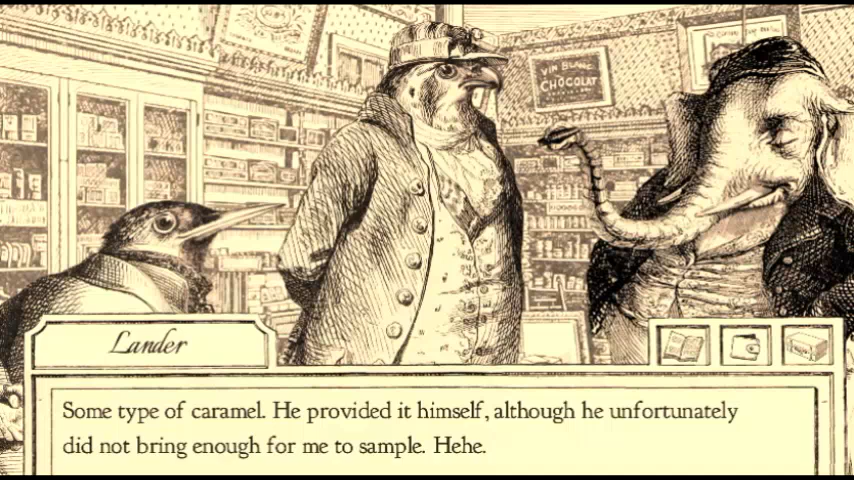 VIN BLANC
CHOCOLAT
Lander
Some type of caramel. He provided it himself, although he unfortunately
did not bring enough for me to sample. Hehe.